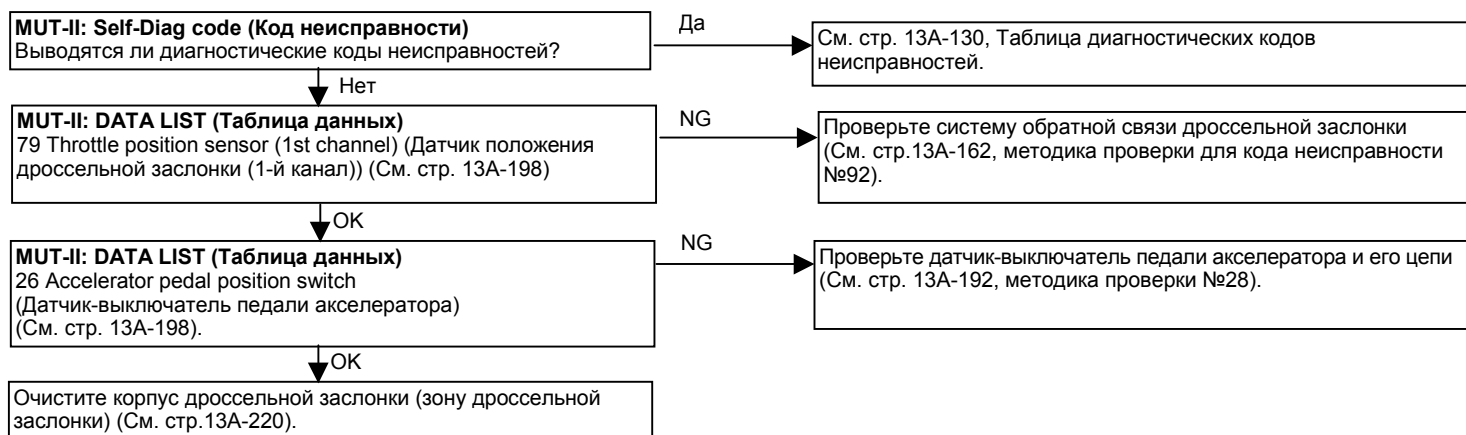 MUT-II: Self-Diag code (Код неисправности)
Выводятся ли диагностические коды неисправностей?
Да
См. стр. 13А-130, Таблица диагностических кодов
неисправностей.
Нет
MUT-II: DATA LIST (Таблица данных)
79 Throttle position sensor (1st channel) (Датчик положения
дроссельной заслонки (1-й канал)) (См. стр. 13А-198)
NG
Проверьте систему обратной связи дроссельной заслонки
(См. стр.13А-162, методика проверки для кода неисправности
№92).
OK
MUT-II: DATA LIST (Таблица данных)
26 Accelerator pedal position switch
(Датчик-выключатель педали акселератора)
(См. стр. 13А-198).
NG
Проверьте датчик-выключатель педали акселератора и его цепи
(См. стр. 13А-192, методика проверки №28).
OK
Очистите корпус дроссельной заслонки (зону дроссельной
заслонки) (См. стр.13А-220).